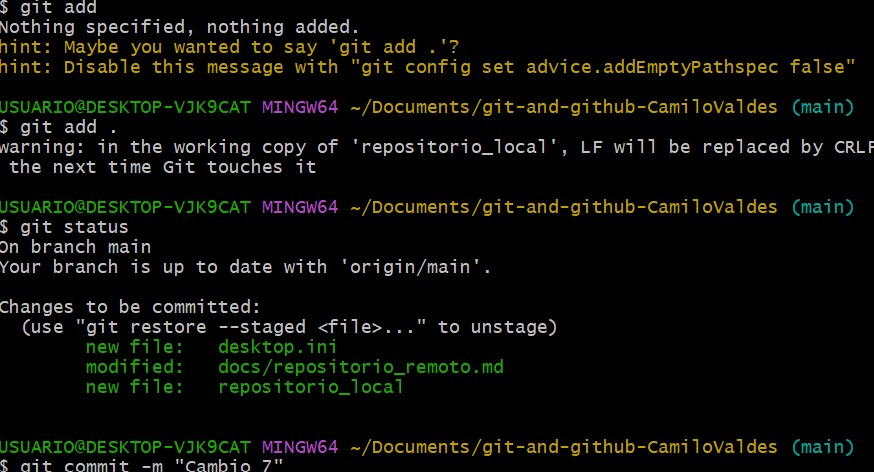 $ git add
Nothing specified, nothing added.
hint: Maybe you wanted to say 'git add .'?
hint: Disable this message with "git config set advice.addEmptyPathspec false"
USUARIO@DESKTOP-VJK9CAT MINGW64 ~/Documents/git-and-github-CamiloValdes (main)
$ git add .
warning: in the working copy of 'repositorio_local', LF will be replaced by CRLF
the next time Git touches it
USUARIO@DESKTOP-VJK9CAT MINGW64 ~/Documents/git-and-github-CamiloValdes (main)
$ git status
On branch main
Your branch is up to date with 'origin/main'.
Changes to be committed:
(use "git restore --staged <file>..." to unstage)
new file: desktop.ini
modified: docs/repositorio_remoto.md
new file: repositorio_local
USUARIO@DESKTOP-VJK9CAT MINGW64 ~/Documents/git-and-github-CamiloValdes (main)
$ git commit -m "Cambio 7"